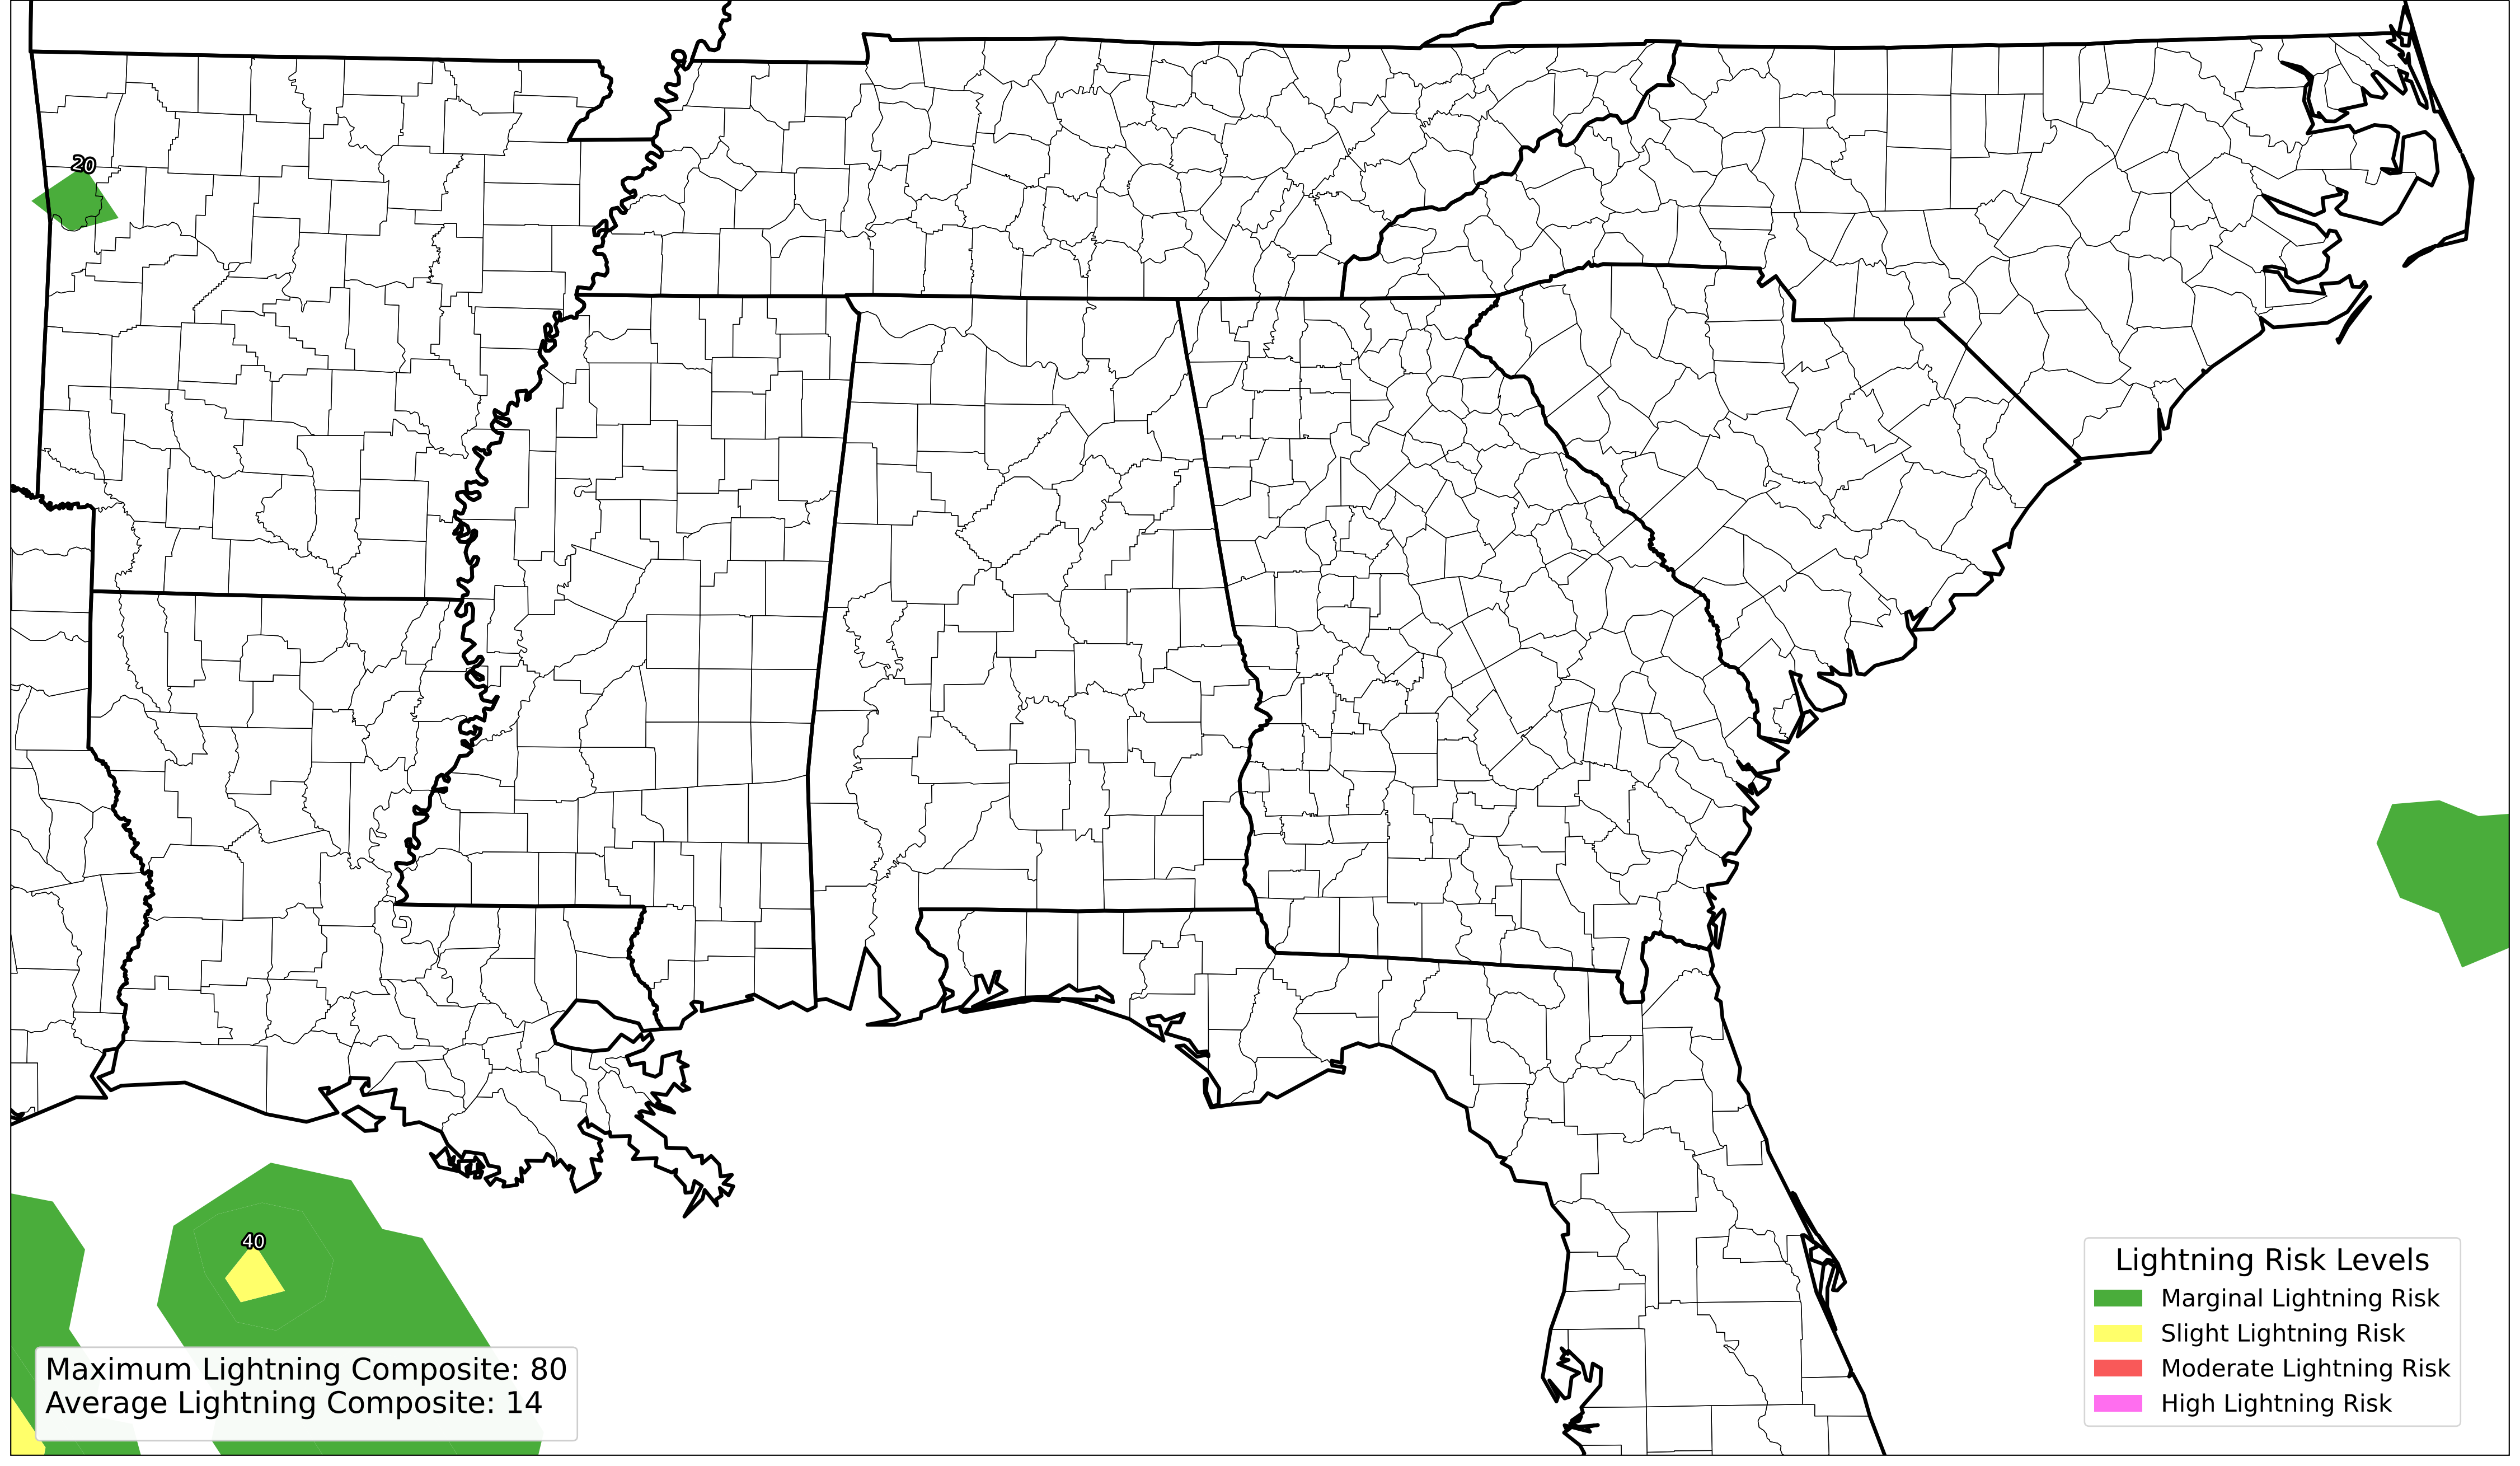 20
40
Maximum Lightning Composite: 80
Average Lightning Composite: 14
Lightning Risk Levels
Marginal Lightning Risk
Slight Lightning Risk
Moderate Lightning Risk
High Lightning Risk